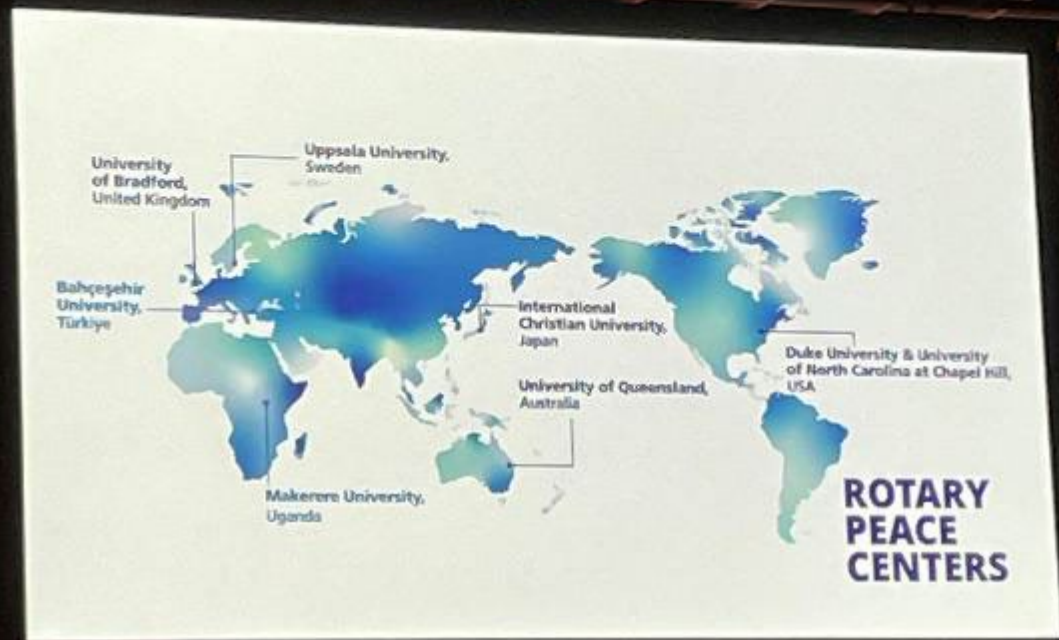 Uppsala University,
Sweden
University
of Bradford,
United Kingdom
Bahçeşehir
University,
Türkiye
International
Christian University,
Japan
Duke University & University
of North Carolina at Chapel Hill,
USA
University of Queensland,
Australia
Makerere University,
Uganda
ROTARY
PEACE
CENTERS